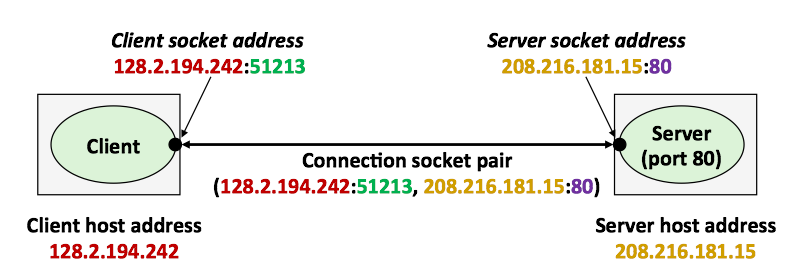 Client socket address
128.2.194.242:51213
Server socket address
208.216.181.15:80
Client
Server
(port 80)
Connection socket pair
(128.2.194.242:51213, 208.216.181.15:80)
Client host address
128.2.194.242
Server host address
208.216.181.15